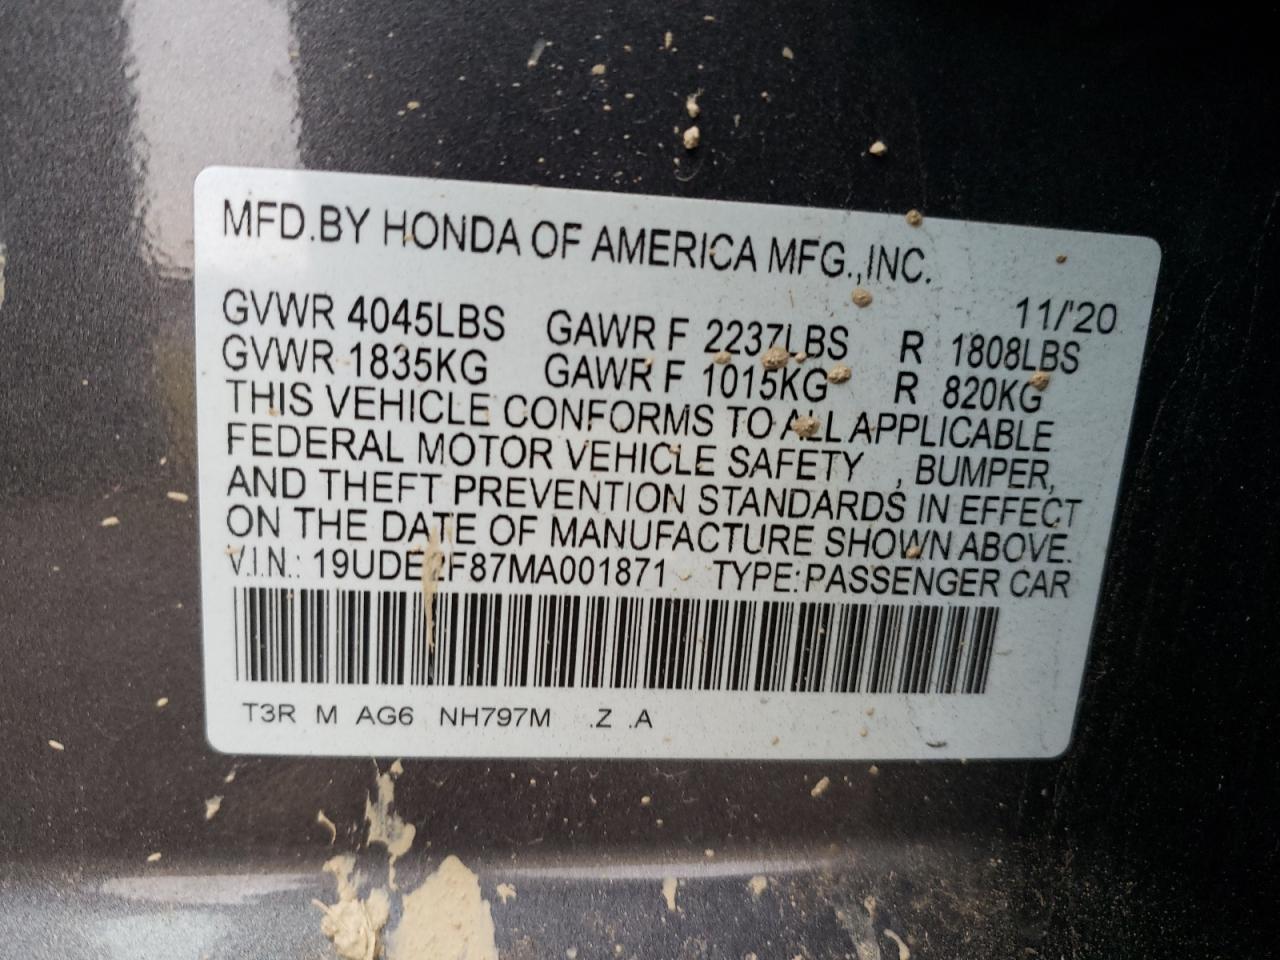 MFD.BY HONDA OF AMERICA MFG.,INC.
11/'20
GVWR 4045LBS GAWR F 2237LBS R 1808LBS
GVWR 1835KG GAWR F 1015KG R 820KG
THIS VEHICLE CONFORMS TO ALL APPLICABLE
FEDERAL MOTOR VEHICLE SAFETY , BUMPER,
AND THEFT PREVENTION STANDARDS IN EFFECT
ON THE DATE OF MANUFACTURE SHOWN ABOVE.
V.I.N.: 19UDE2F87MA001871 TYPE:PASSENGER CAR
T3R M AG6 NH797M .Z .A